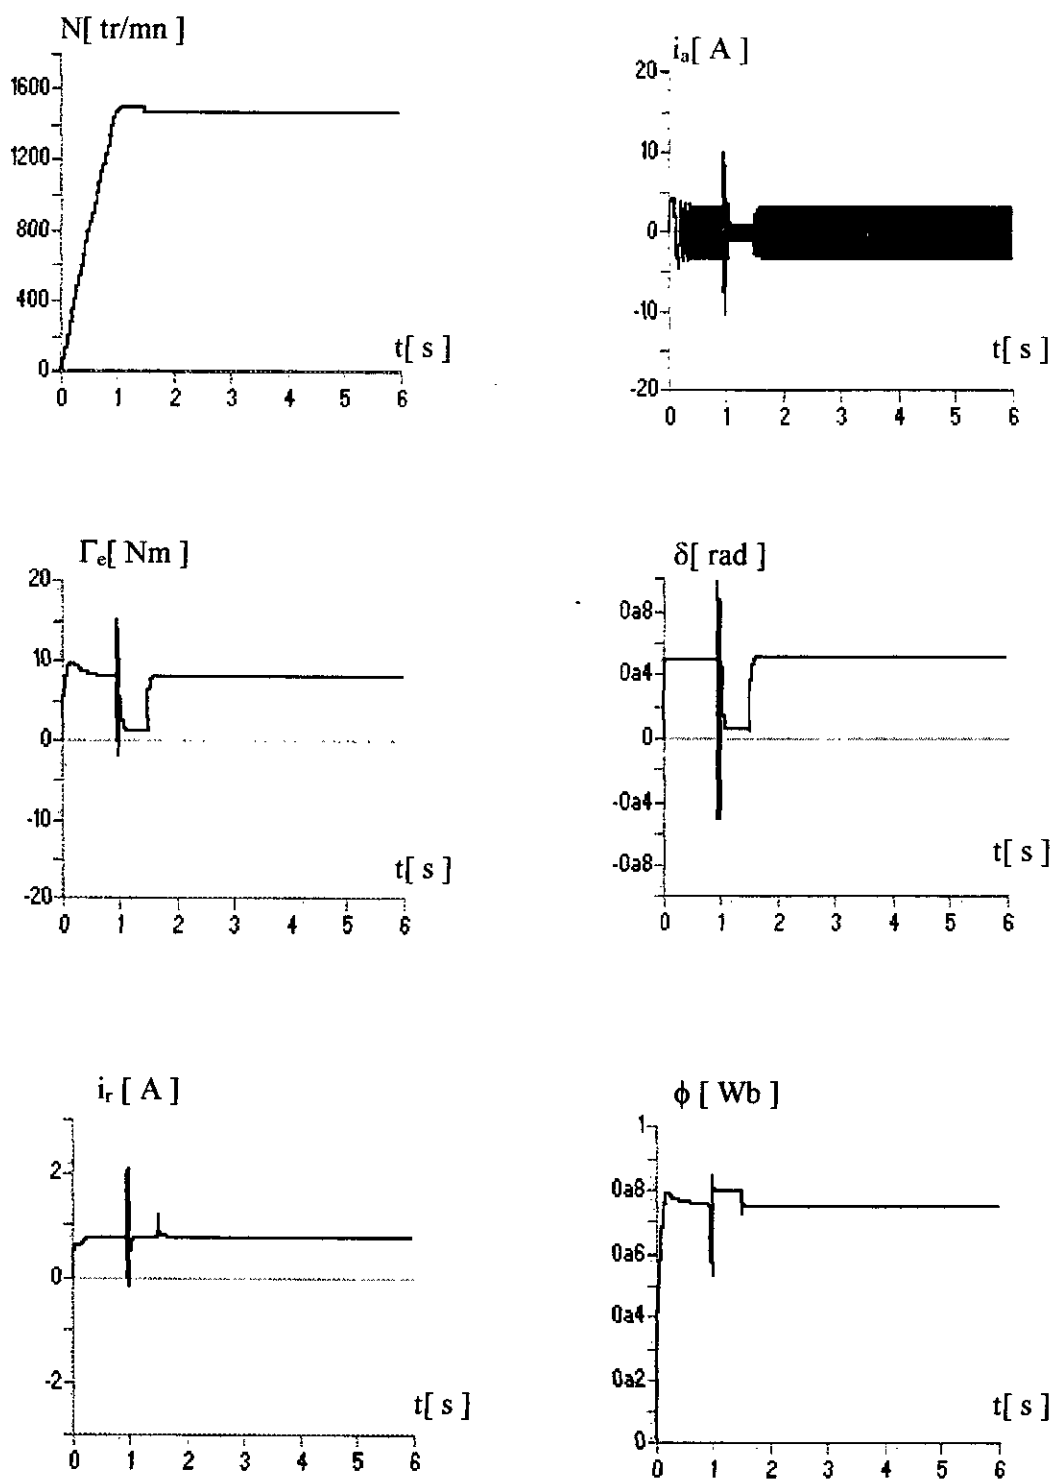 N[ tr/mn ]
1600
1200
800
400
0
0 1 2 3 4 5 6
t[ s ]
iₐ[ A ]
20
10
0
-10
-20
0 1 2 3 4 5 6
t[ s ]
Γₑ[ Nm ]
20
10
0
-10
-20
0 1 2 3 4 5 6
t[ s ]
δ[ rad ]
0a8
0a4
0
-0a4
-0a8
0 1 2 3 4 5 6
t[ s ]
iᵣ [ A ]
2
0
-2
0 1 2 3 4 5 6
t[ s ]
ϕ [ Wb ]
1
0a8
0a6
0a4
0a2
0
0 1 2 3 4 5 6
t[ s ]